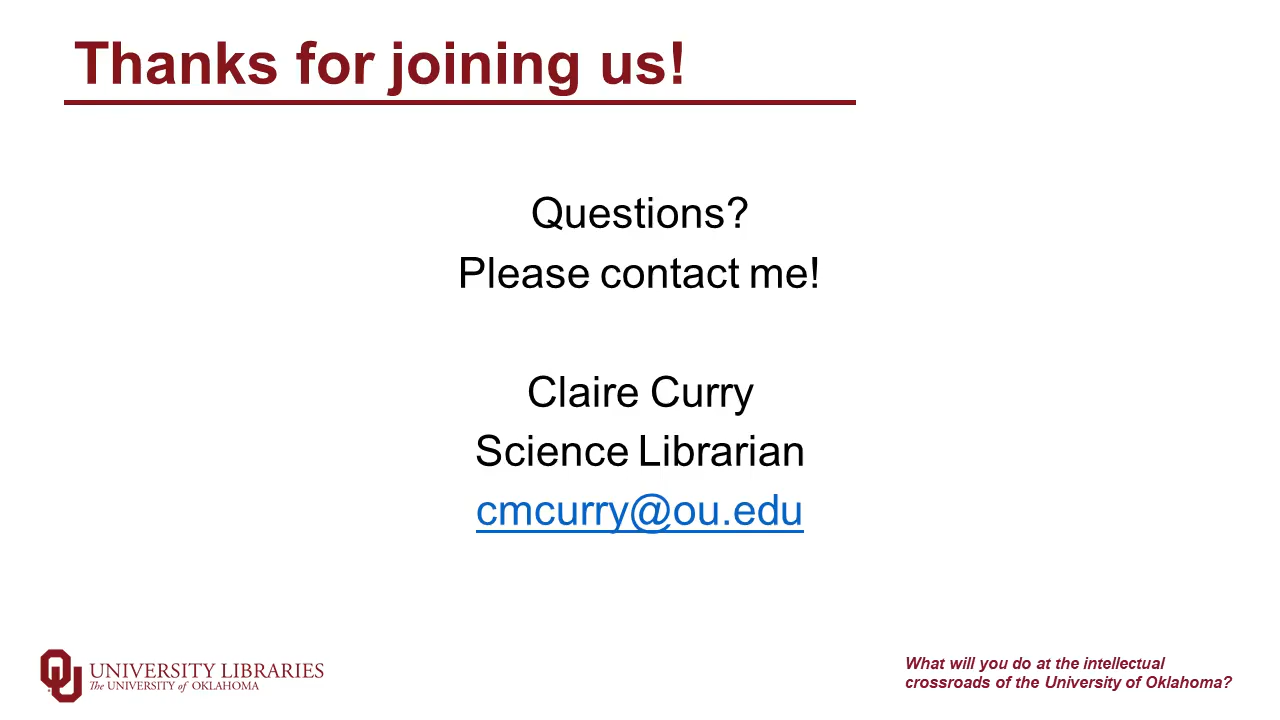 Thanks for joining us!
Questions?
Please contact me!
Claire Curry
Science Librarian
cmcurry@ou.edu
OU
UNIVERSITY LIBRARIES
The UNIVERSITY of OKLAHOMA
What will you do at the intellectual
crossroads of the University of Oklahoma?